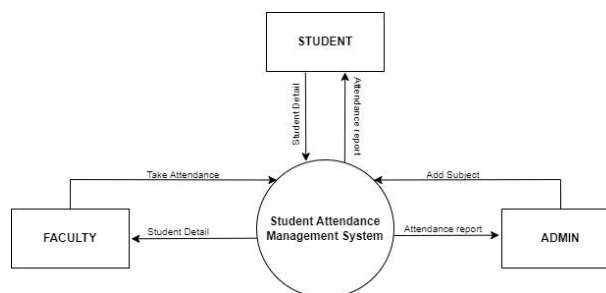 STUDENT
Student Detail
Attendance report
Take Attendance
Add Subject
FACULTY
Student Detail
Student Attendance
Management System
Attendance report
ADMIN